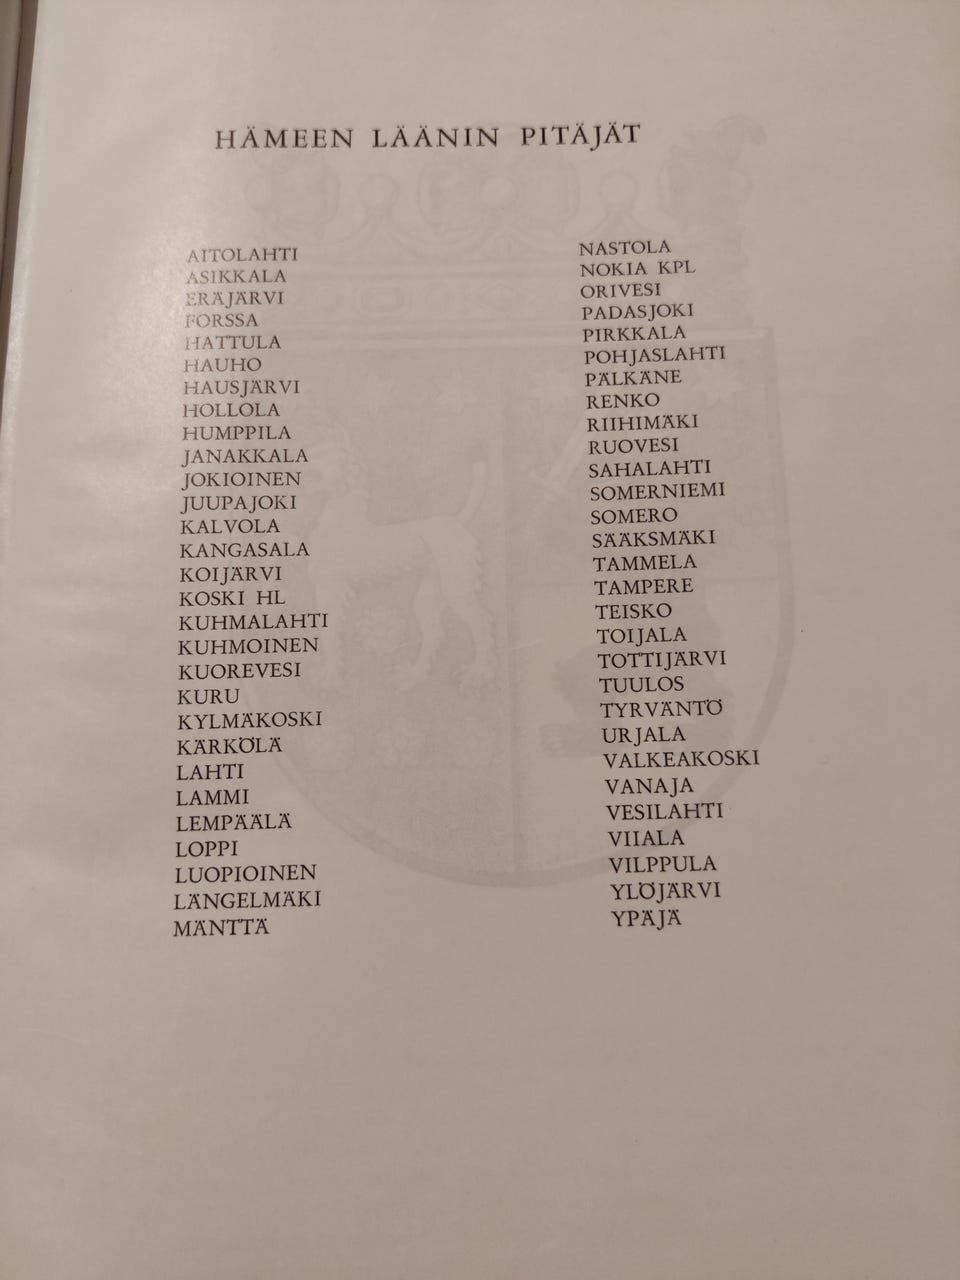 HÄMEEN LÄÄNIN PITÄJÄT
AITOLAHTI
ASIKKALA
ERÄJÄRVI
FORSSA
HATTULA
HAUHO
HAUSJÄRVI
HOLLOLA
HUMPPILA
JANAKKALA
JOKIOINEN
JUUPAJOKI
KALVOLA
KANGASALA
KOIJÄRVI
KOSKI HL
KUHMALAHTI
KUHMOINEN
KUOREVESI
KURU
KYLMÄKOSKI
KÄRKÖLÄ
LAHTI
LAMMI
LEMPÄÄLÄ
LOPPI
LUOPIOINEN
LÄNGELMÄKI
MÄNTTÄ
NASTOLA
NOKIA KPL
ORIVESI
PADASJOKI
PIRKKALA
POHJASLAHTI
PÄLKÄNE
RENKO
RIIHIMÄKI
RUOVESI
SAHALAHTI
SOMERNIEMI
SOMERO
SÄÄKSMÄKI
TAMMELA
TAMPERE
TEISKO
TOIJALA
TOTTIJÄRVI
TUULOS
TYRVÄNTÖ
URJALA
VALKEAKOSKI
VANAJA
VESILAHTI
VIIALA
VILPPULA
YLÖJÄRVI
YPÄJÄ